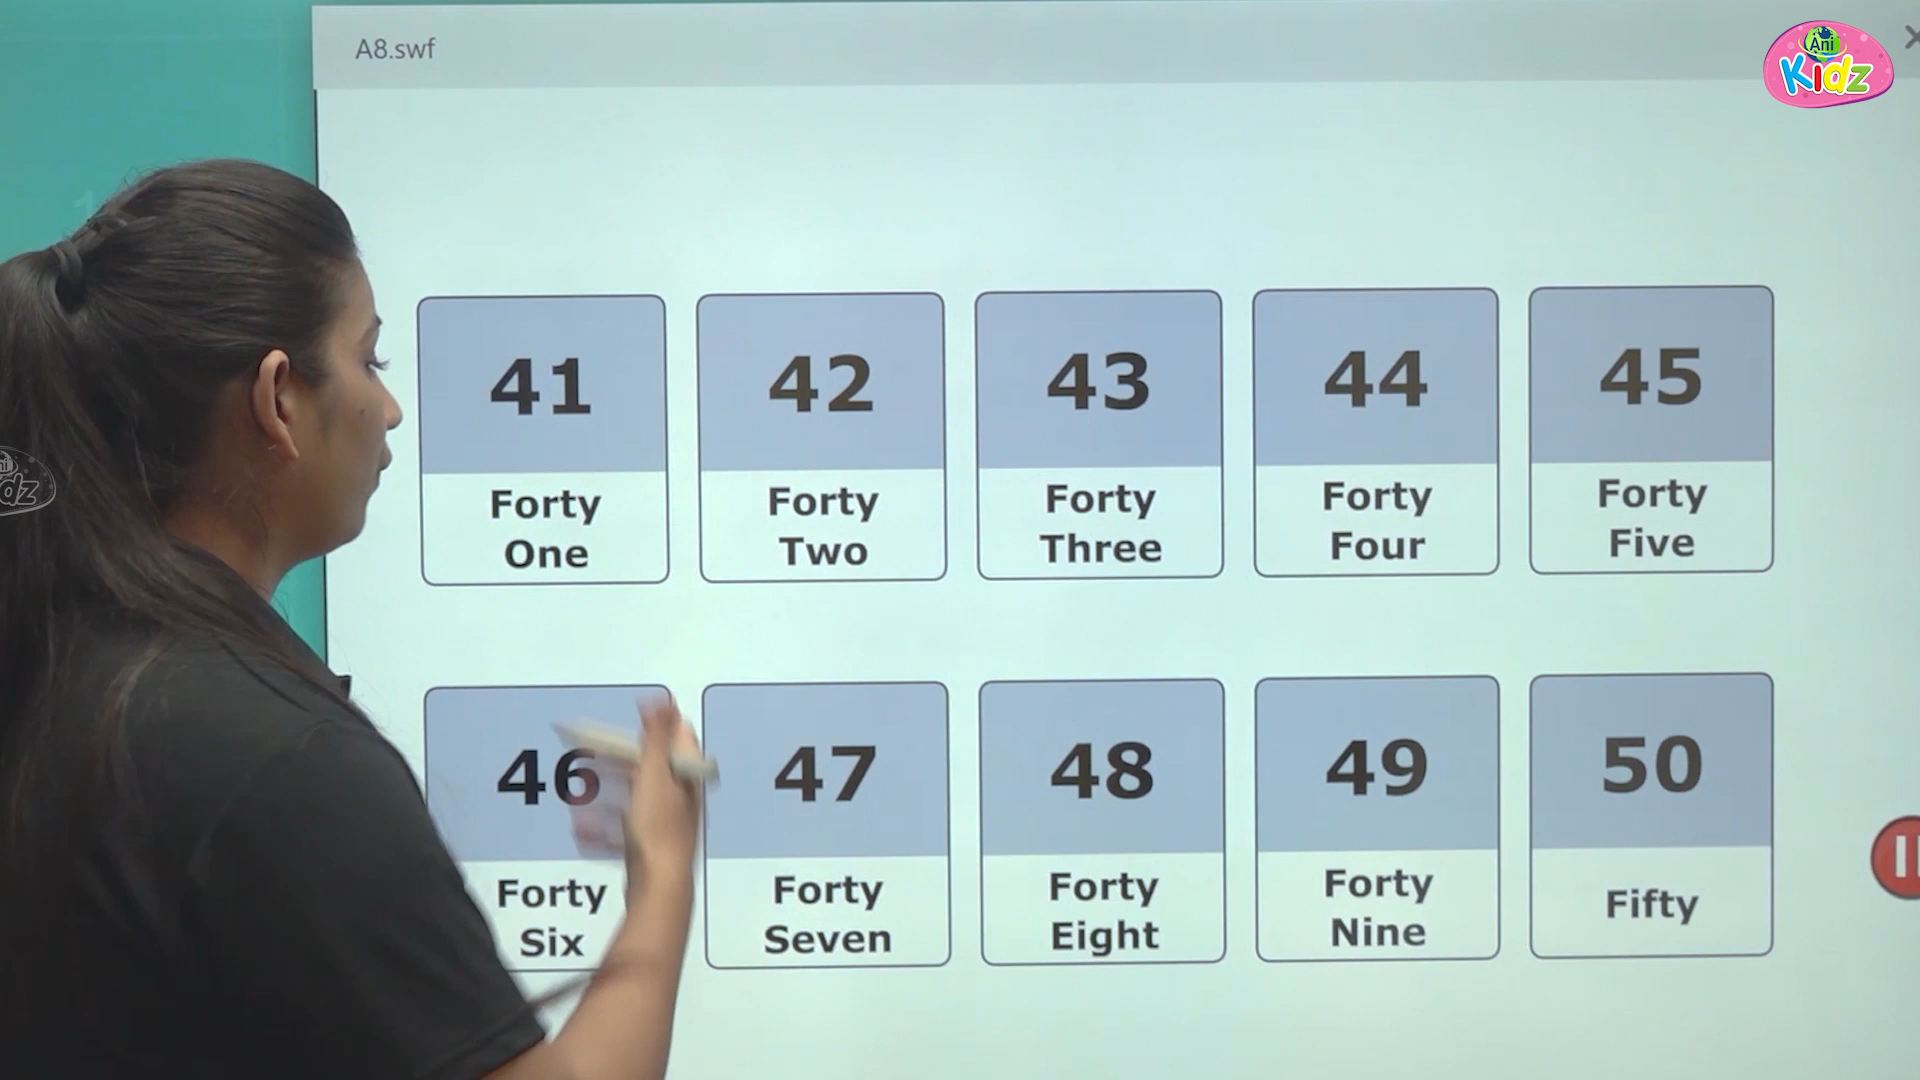 A8.swf
Ani
Kidz
41
42
43
44
45
Forty
One
Forty
Two
Forty
Three
Forty
Four
Forty
Five
46
47
48
49
50
Forty
Six
Forty
Seven
Forty
Eight
Forty
Nine
Fifty